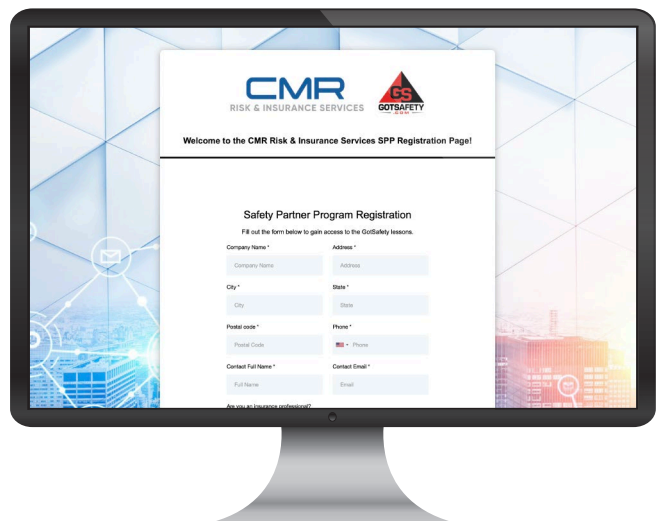 CMR
RISK & INSURANCE SERVICES
GS
GOTSAFETY
.COM
Welcome to the CMR Risk & Insurance Services SPP Registration Page!
Safety Partner Program Registration
Fill out the form below to gain access to the GotSafety lessons.
Company Name * Address *
Company Name Address
City * State *
City State
Postal code * Phone *
Postal Code Phone
Contact Full Name * Contact Email *
Full Name Email
Are you an insurance professional?